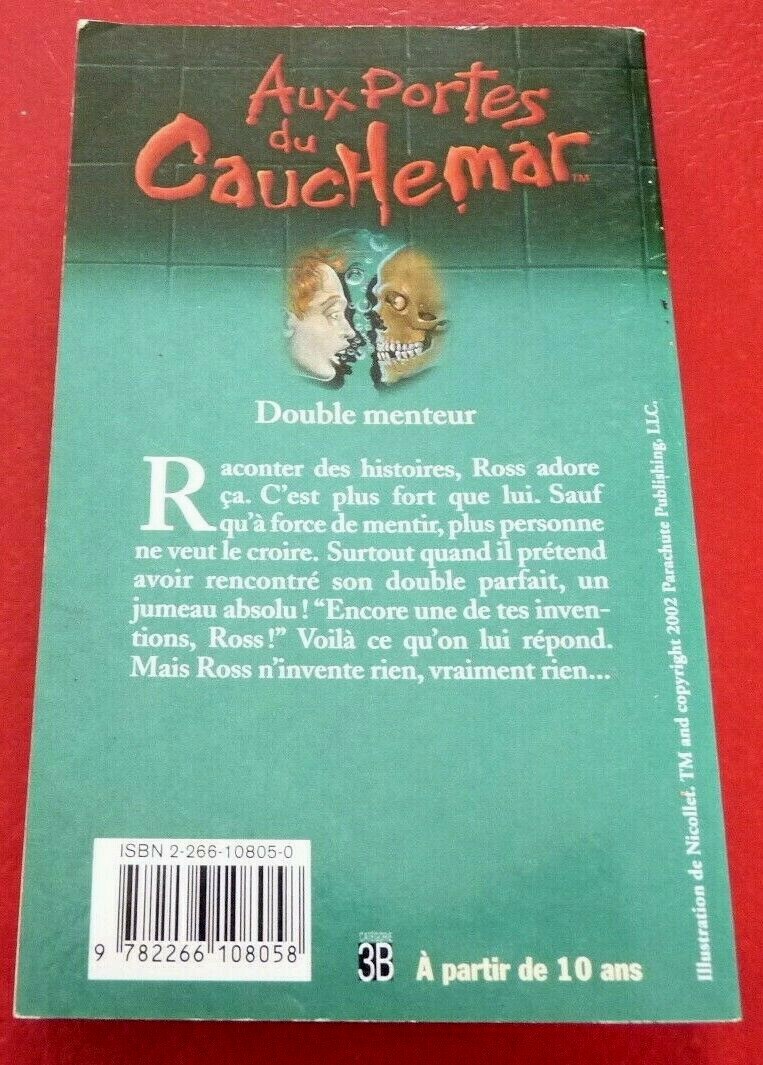 Aux Portes
du
Cauchemar™
Double menteur
Raconter des histoires, Ross adore
ça. C'est plus fort que lui. Sauf
qu'à force de mentir, plus personne
ne veut le croire. Surtout quand il prétend
avoir rencontré son double parfait, un
jumeau absolu ! "Encore une de tes inven-
tions, Ross !" Voilà ce qu'on lui répond.
Mais Ross n'invente rien, vraiment rien...
Illustration de Nicollet. TM and copyright 2002 Parachute Publishing, LLC.
ISBN 2-266-10805-0
9 782266 108058
CATÉGORIE
3B
À partir de 10 ans